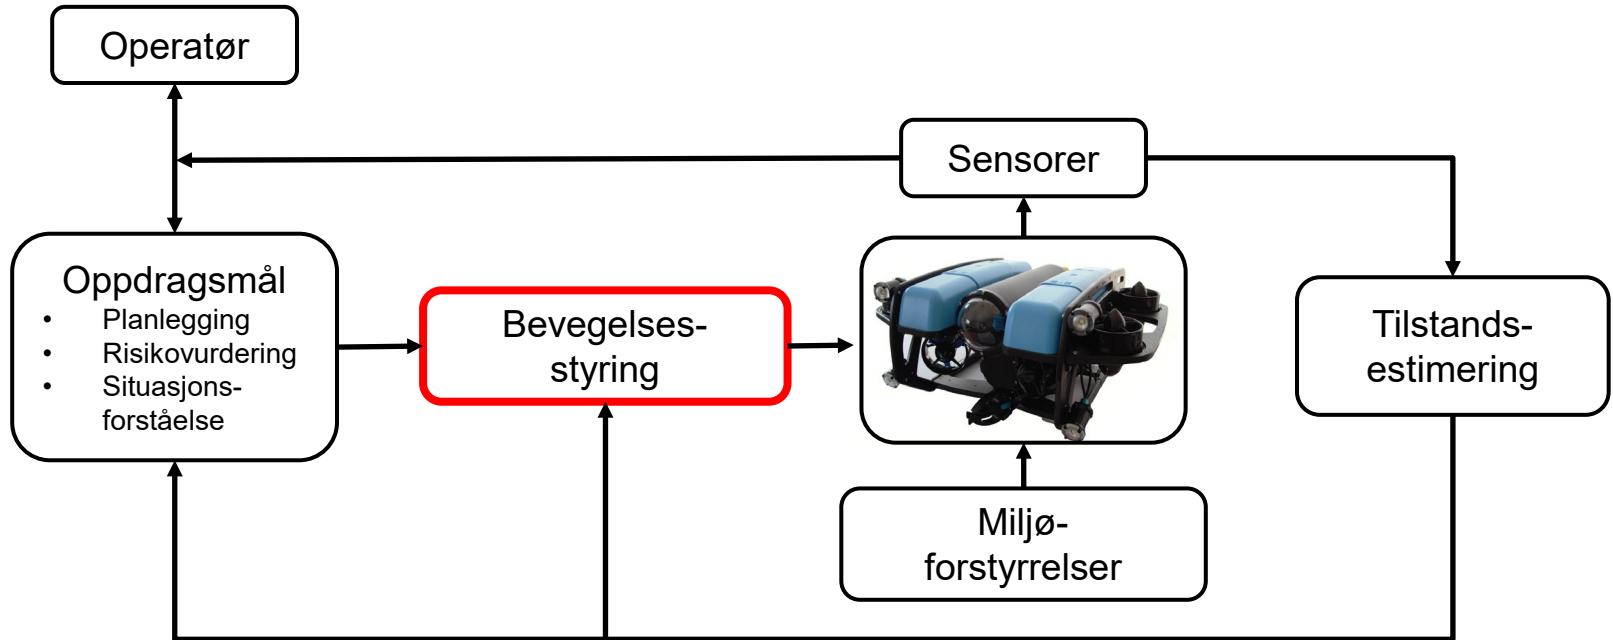 Operatør
Sensorer
Oppdragsmål
• Planlegging
• Risikovurdering
• Situasjons-
forståelse
Bevegelses-
styring
Tilstands-
estimering
Miljø-
forstyrrelser